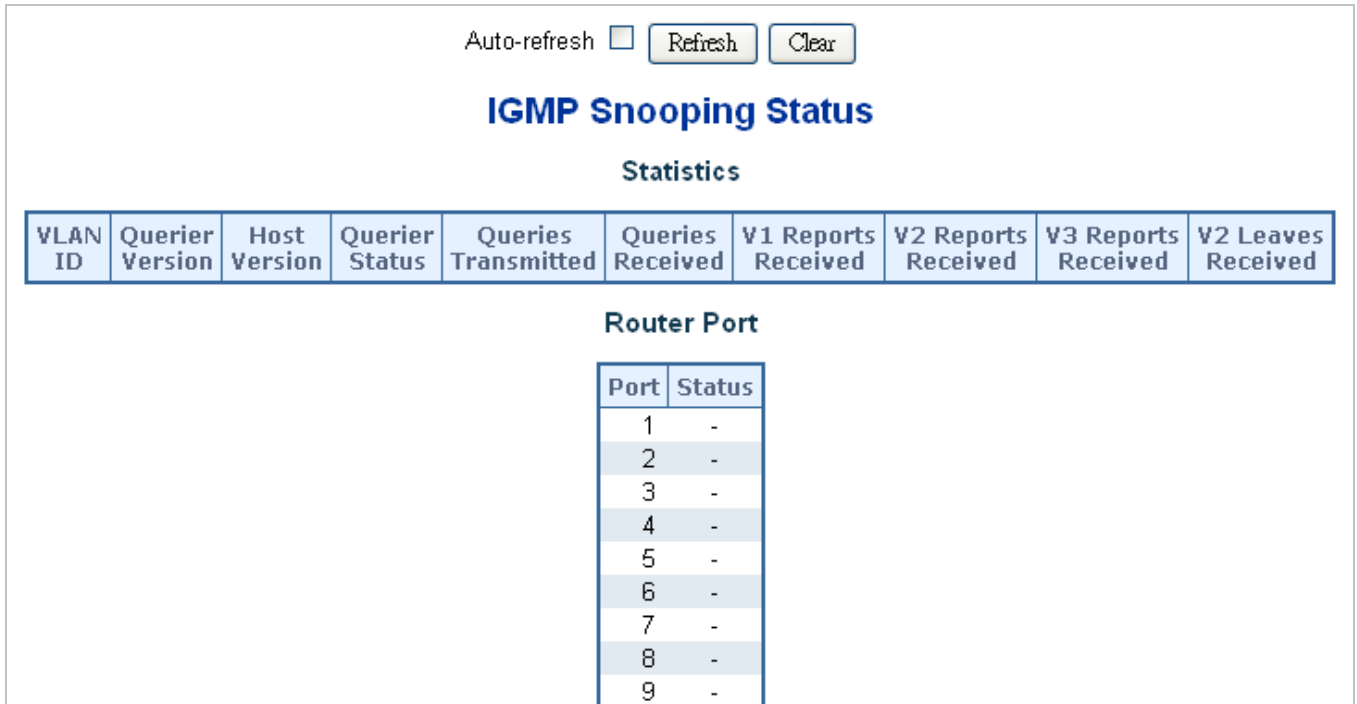 Auto-refresh Refresh Clear
IGMP Snooping Status
Statistics
VLAN ID Querier Version Host Version Querier Status Queries Transmitted Queries Received V1 Reports Received V2 Reports Received V3 Reports Received V2 Leaves Received
Router Port
Port Status
1 -
2 -
3 -
4 -
5 -
6 -
7 -
8 -
9 -